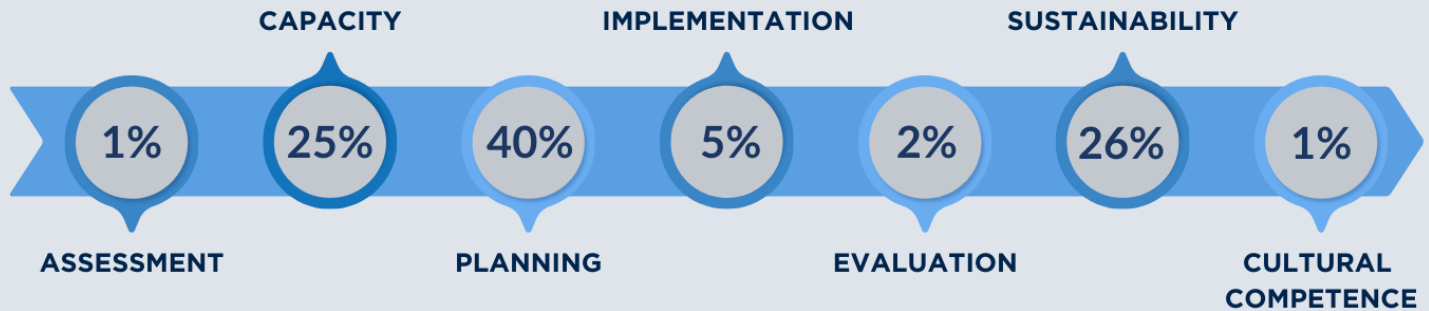 CAPACITY
IMPLEMENTATION
SUSTAINABILITY
1%
25%
40%
5%
2%
26%
1%
ASSESSMENT
PLANNING
EVALUATION
CULTURAL
COMPETENCE